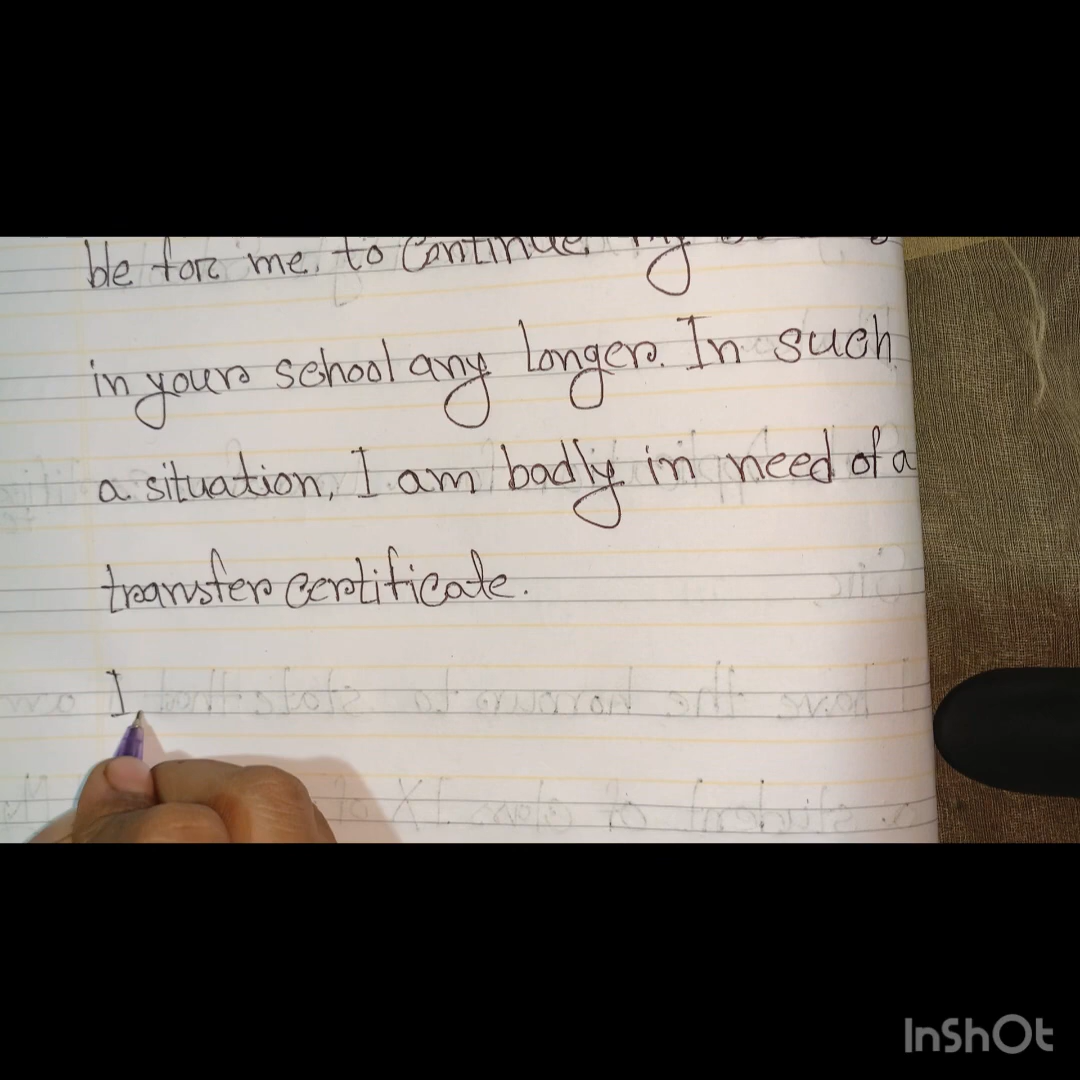 ble for me to continue my
in your school any longer. In such
a situation, I am badly in need of a
transfer certificate.
I
InShOt